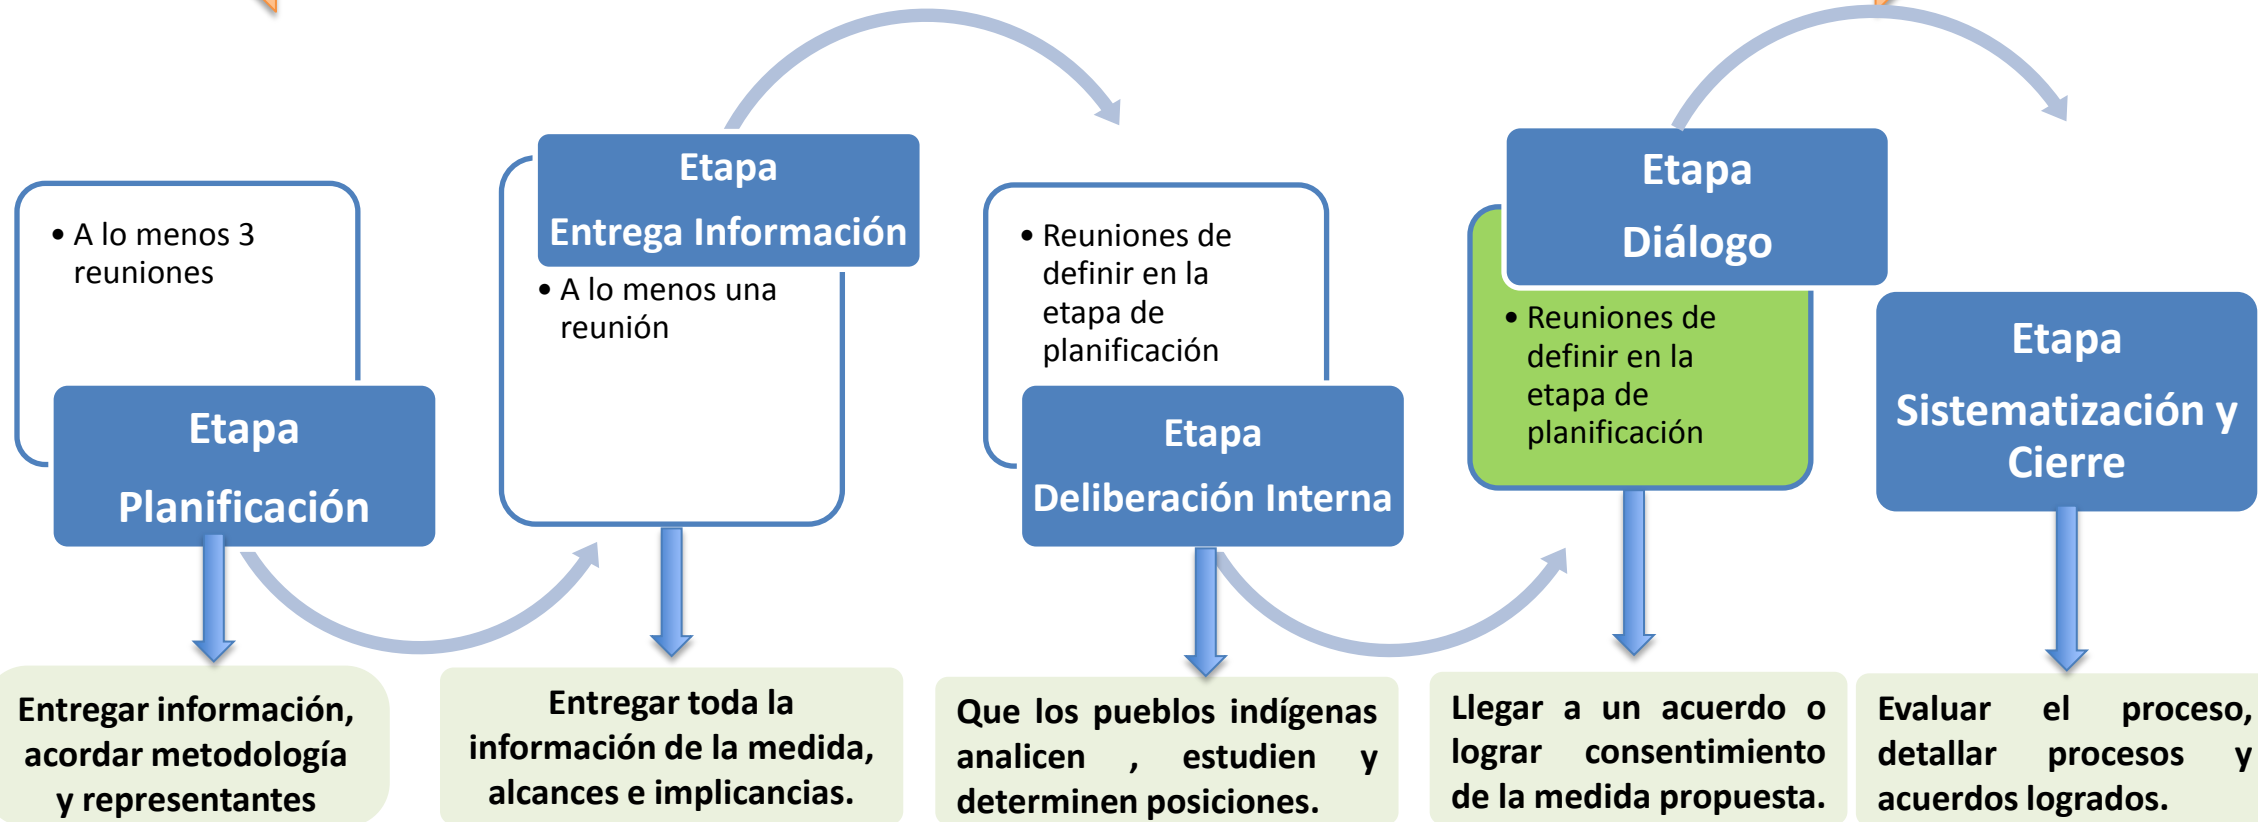 • A lo menos 3
reuniones
Etapa
Planificación
Entregar información,
acordar metodología
y representantes
Etapa
Entrega Información
• A lo menos una
reunión
Entregar toda la
información de la medida,
alcances e implicancias.
• Reuniones de
definir en la
etapa de
planificación
Etapa
Deliberación Interna
Que los pueblos indígenas
analicen , estudien y
determinen posiciones.
Etapa
Diálogo
• Reuniones de
definir en la
etapa de
planificación
Llegar a un acuerdo o
lograr consentimiento
de la medida propuesta.
Etapa
Sistematización y
Cierre
Evaluar el proceso,
detallar procesos y
acuerdos logrados.